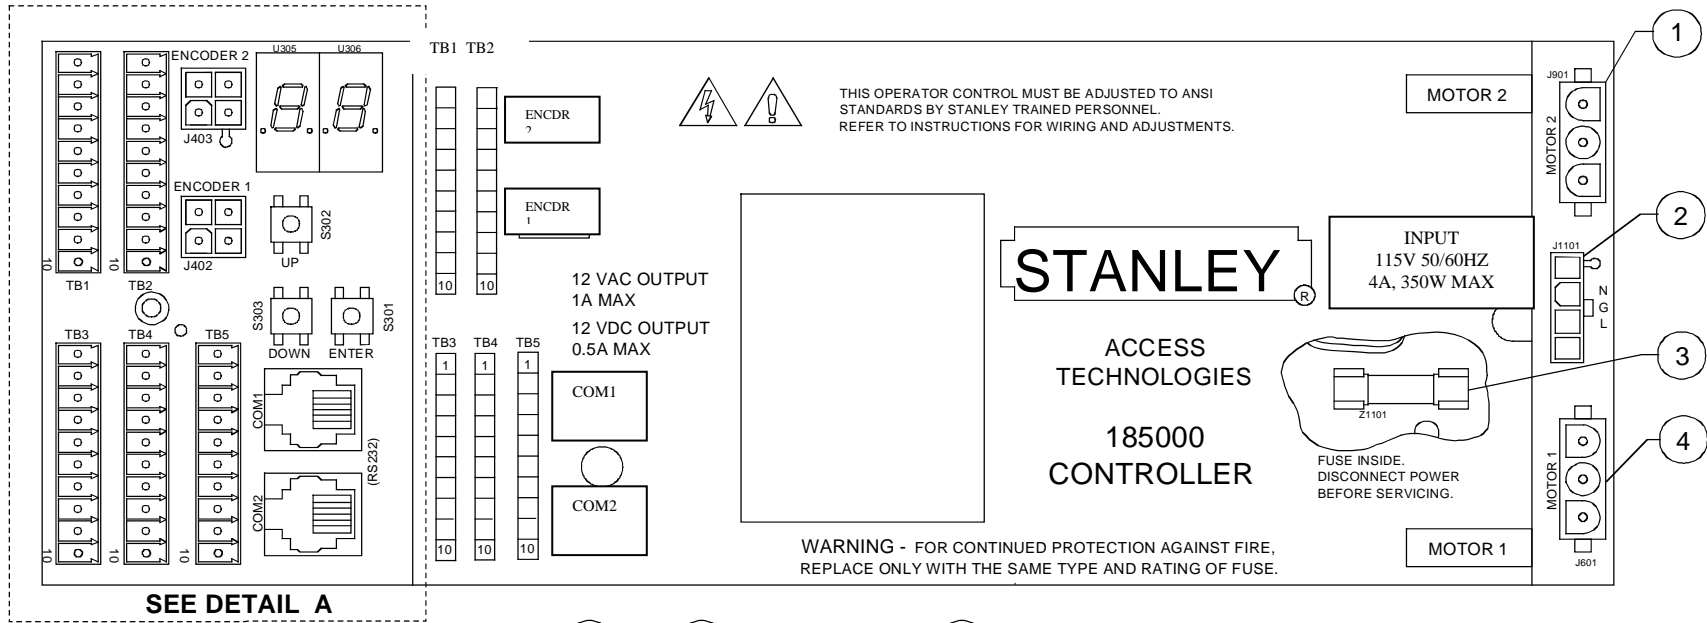 ENCODER 2
U305 U306
J403
ENCODER 1
J402
S302
UP
10
10
TB1 TB2
S303
S301
DOWN ENTER
TB3 TB4 TB5
COM1
(RS232)
COM2
10
10
10
SEE DETAIL A
TB1 TB2
ENCDR
2
ENCDR
1
10 10
12 VAC OUTPUT
1A MAX
12 VDC OUTPUT
0.5A MAX
TB3 TB4 TB5
1 1 1
COM1
COM2
10 10 10
THIS OPERATOR CONTROL MUST BE ADJUSTED TO ANSI
STANDARDS BY STANLEY TRAINED PERSONNEL.
REFER TO INSTRUCTIONS FOR WIRING AND ADJUSTMENTS.
STANLEY ®
ACCESS
TECHNOLOGIES
185000
CONTROLLER
WARNING - FOR CONTINUED PROTECTION AGAINST FIRE,
REPLACE ONLY WITH THE SAME TYPE AND RATING OF FUSE.
MOTOR 2
INPUT
115V 50/60HZ
4A, 350W MAX
Z1101
FUSE INSIDE.
DISCONNECT POWER
BEFORE SERVICING.
MOTOR 1
J901
MOTOR 2
J1101
N
G
L
MOTOR 1
J601
1
2
3
4